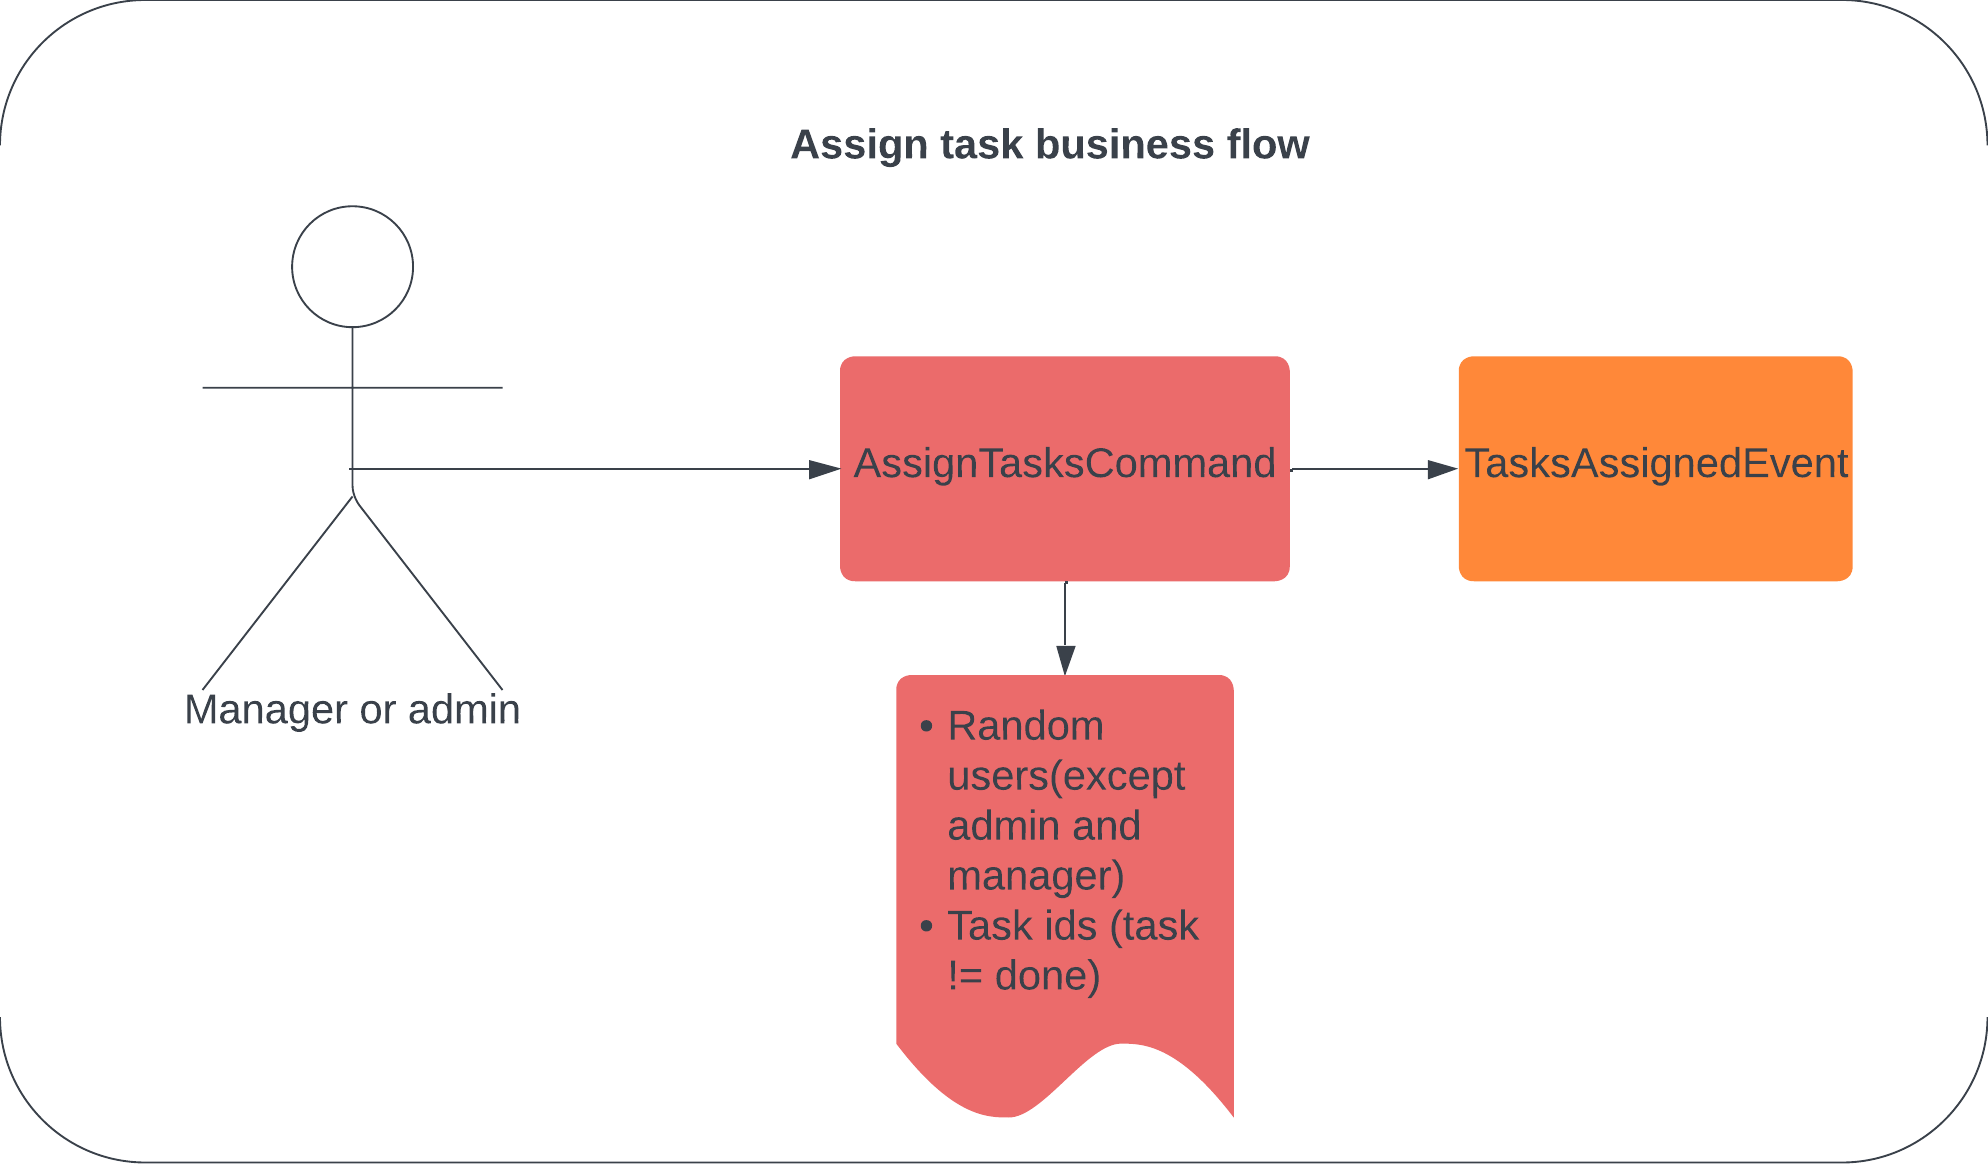 Assign task business flow
AssignTasksCommand
TasksAssignedEvent
Manager or admin
• Random
users(except
admin and
manager)
• Task ids (task
!= done)